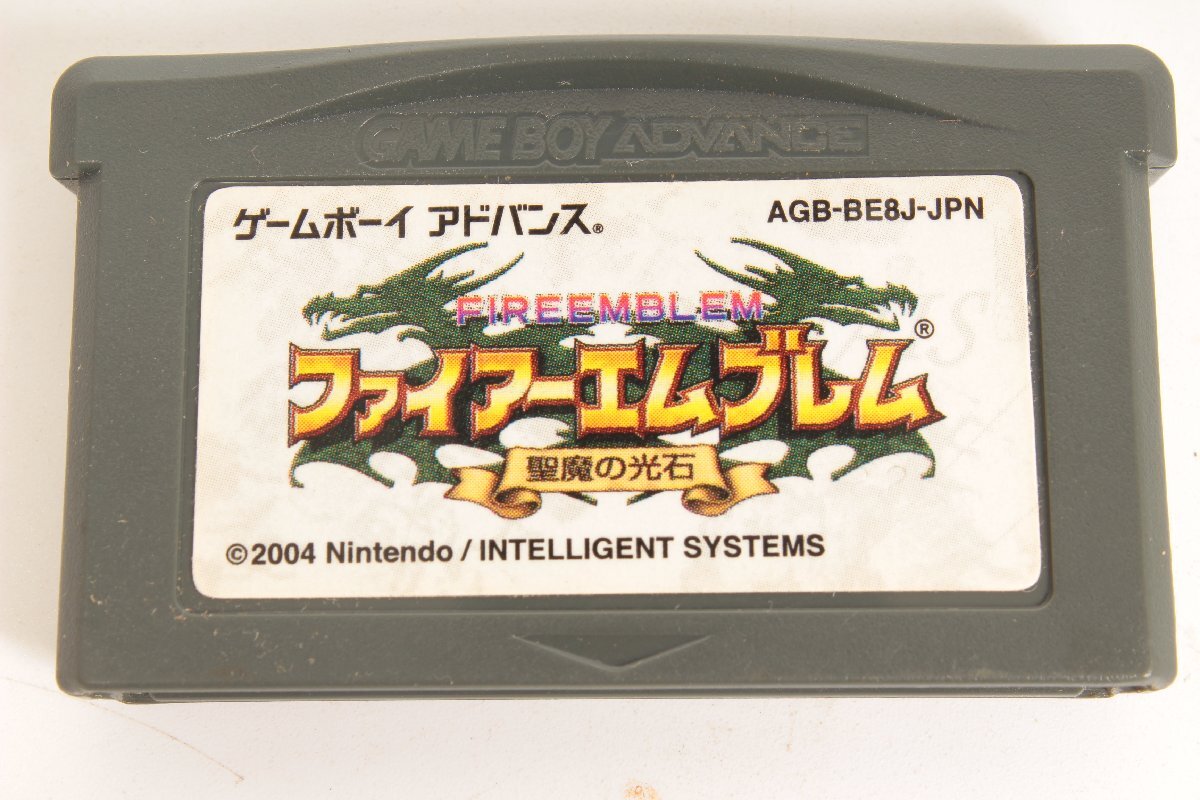 GAME BOY ADVANCE
ゲームボーイ アドバンス®
AGB-BE8J-JPN
FIREEMBLEM
ファイアーエムブレム®
聖魔の光石
©2004 Nintendo / INTELLIGENT SYSTEMS